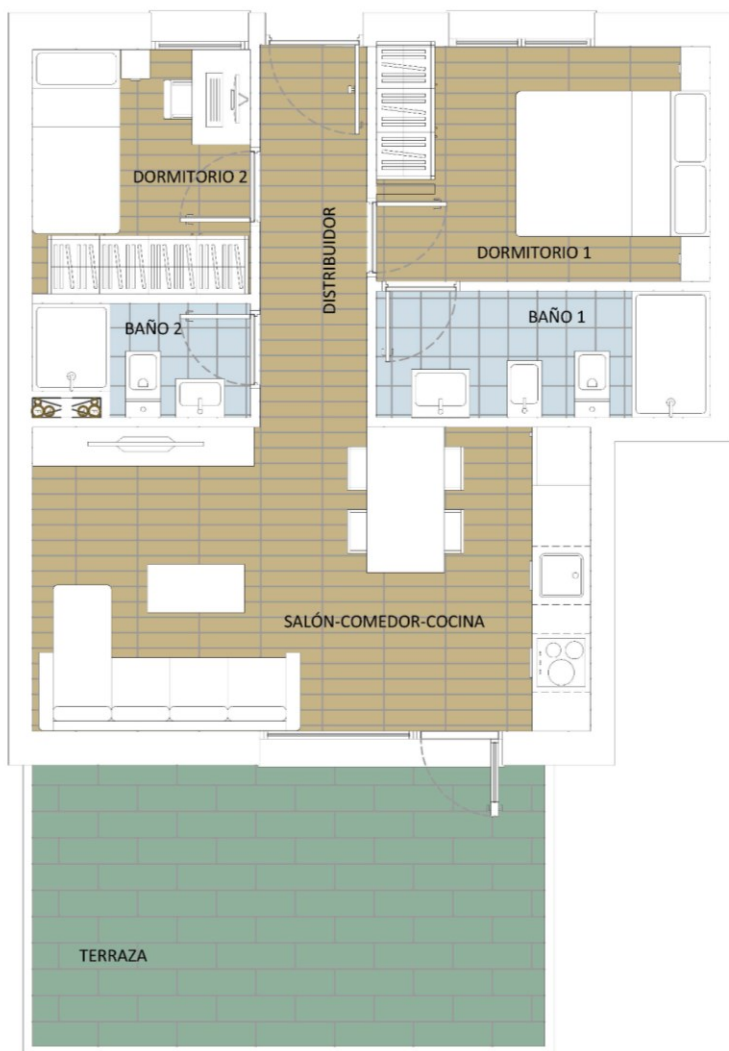 DORMITORIO 2
DISTRIBUIDOR
DORMITORIO 1
BAÑO 2
BAÑO 1
SALÓN-COMEDOR-COCINA
TERRAZA